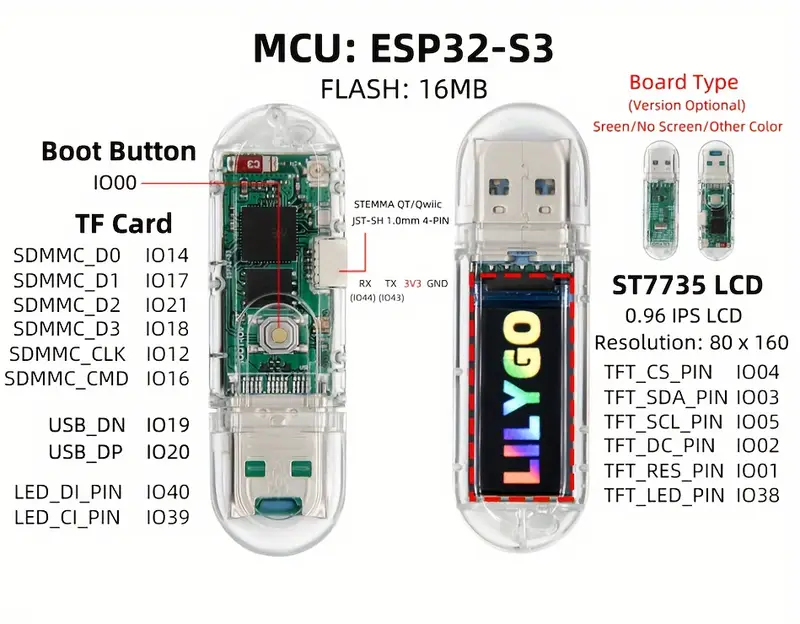 MCU: ESP32-S3
FLASH: 16MB
Board Type
(Version Optional)
Sreen/No Screen/Other Color
Boot Button
IO00
TF Card
SDMMC_D0 IO14
SDMMC_D1 IO17
SDMMC_D2 IO21
SDMMC_D3 IO18
SDMMC_CLK IO12
SDMMC_CMD IO16
USB_DN IO19
USB_DP IO20
LED_DI_PIN IO40
LED_CI_PIN IO39
C3
STEMMA QT/Qwiic
JST-SH 1.0mm 4-PIN
RX TX 3V3 GND
(IO44) (IO43)
LILYGO
ST7735 LCD
0.96 IPS LCD
Resolution: 80 x 160
TFT_CS_PIN IO04
TFT_SDA_PIN IO03
TFT_SCL_PIN IO05
TFT_DC_PIN IO02
TFT_RES_PIN IO01
TFT_LED_PIN IO38